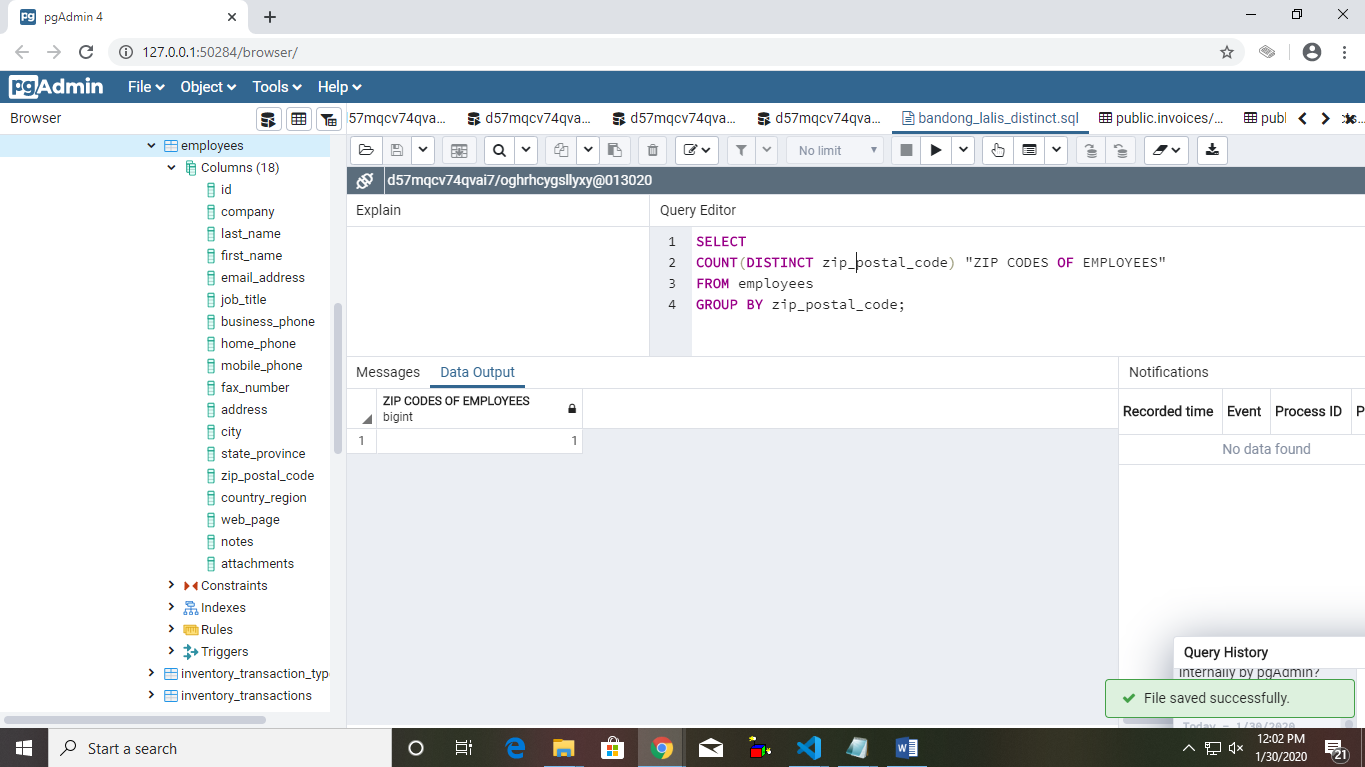 pgAdmin 4
127.0.0.1:50284/browser/
pgAdmin File Object Tools Help
Browser
57mqcv74qva... d57mqcv74qva... d57mqcv74qva... d57mqcv74qva... bandong_lalis_distinct.sql public.invoices/... publ
No limit
d57mqcv74qvai7/oghrhcygsllyxy@013020
employees
Columns (18)
id
company
last_name
first_name
email_address
job_title
business_phone
home_phone
mobile_phone
fax_number
address
city
state_province
zip_postal_code
country_region
web_page
notes
attachments
Constraints
Indexes
Rules
Triggers
inventory_transaction_typ
inventory_transactions
Explain
Query Editor
1 SELECT
2 COUNT(DISTINCT zip_postal_code) "ZIP CODES OF EMPLOYEES"
3 FROM employees
4 GROUP BY zip_postal_code;
Messages Data Output
ZIP CODES OF EMPLOYEES
bigint
1 1
Notifications
Recorded time Event Process ID P
No data found
Query History
internally by pgAdmin?
File saved successfully.
Today - 1/30/2020
Start a search
12:02 PM
1/30/2020
21